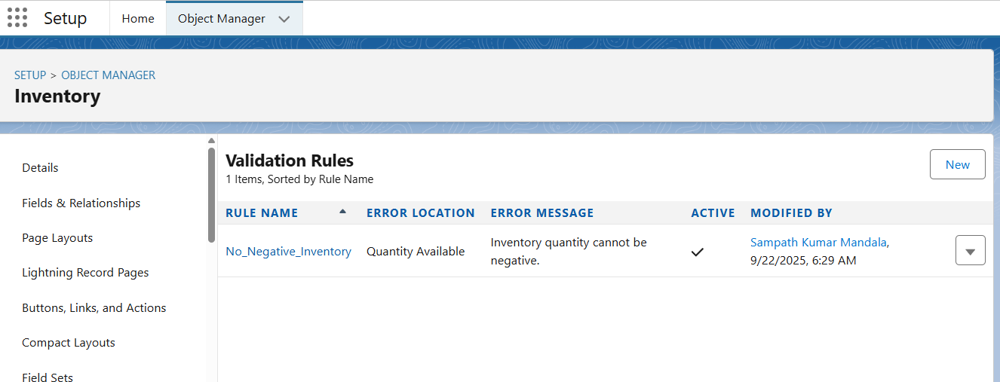 Setup Home Object Manager
SETUP > OBJECT MANAGER
Inventory
Details
Fields & Relationships
Page Layouts
Lightning Record Pages
Buttons, Links, and Actions
Compact Layouts
Field Sets
Validation Rules
1 Items, Sorted by Rule Name
New
RULE NAME ERROR LOCATION ERROR MESSAGE ACTIVE MODIFIED BY
No_Negative_Inventory Quantity Available Inventory quantity cannot be Sampath Kumar Mandala,
negative. 9/22/2025, 6:29 AM